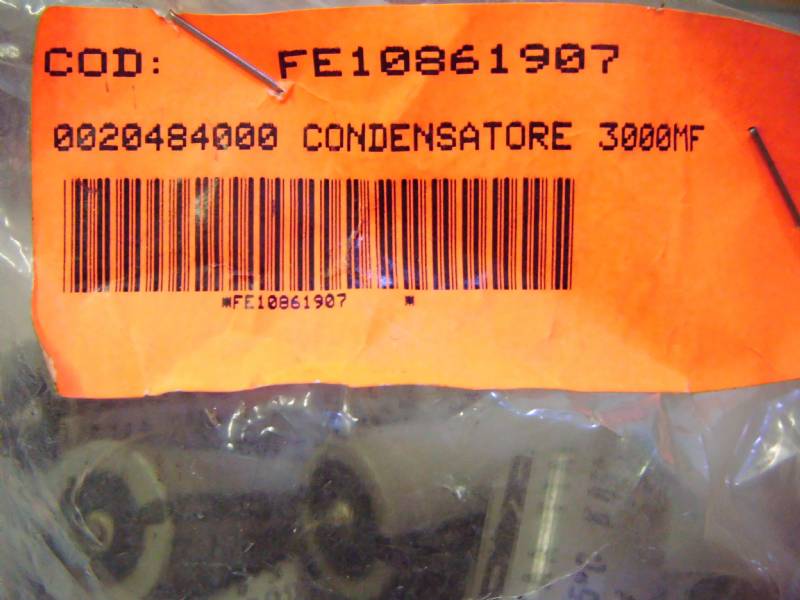 COD: FE10861907
0020484000 CONDENSATORE 3000MF
*FE10861907 *